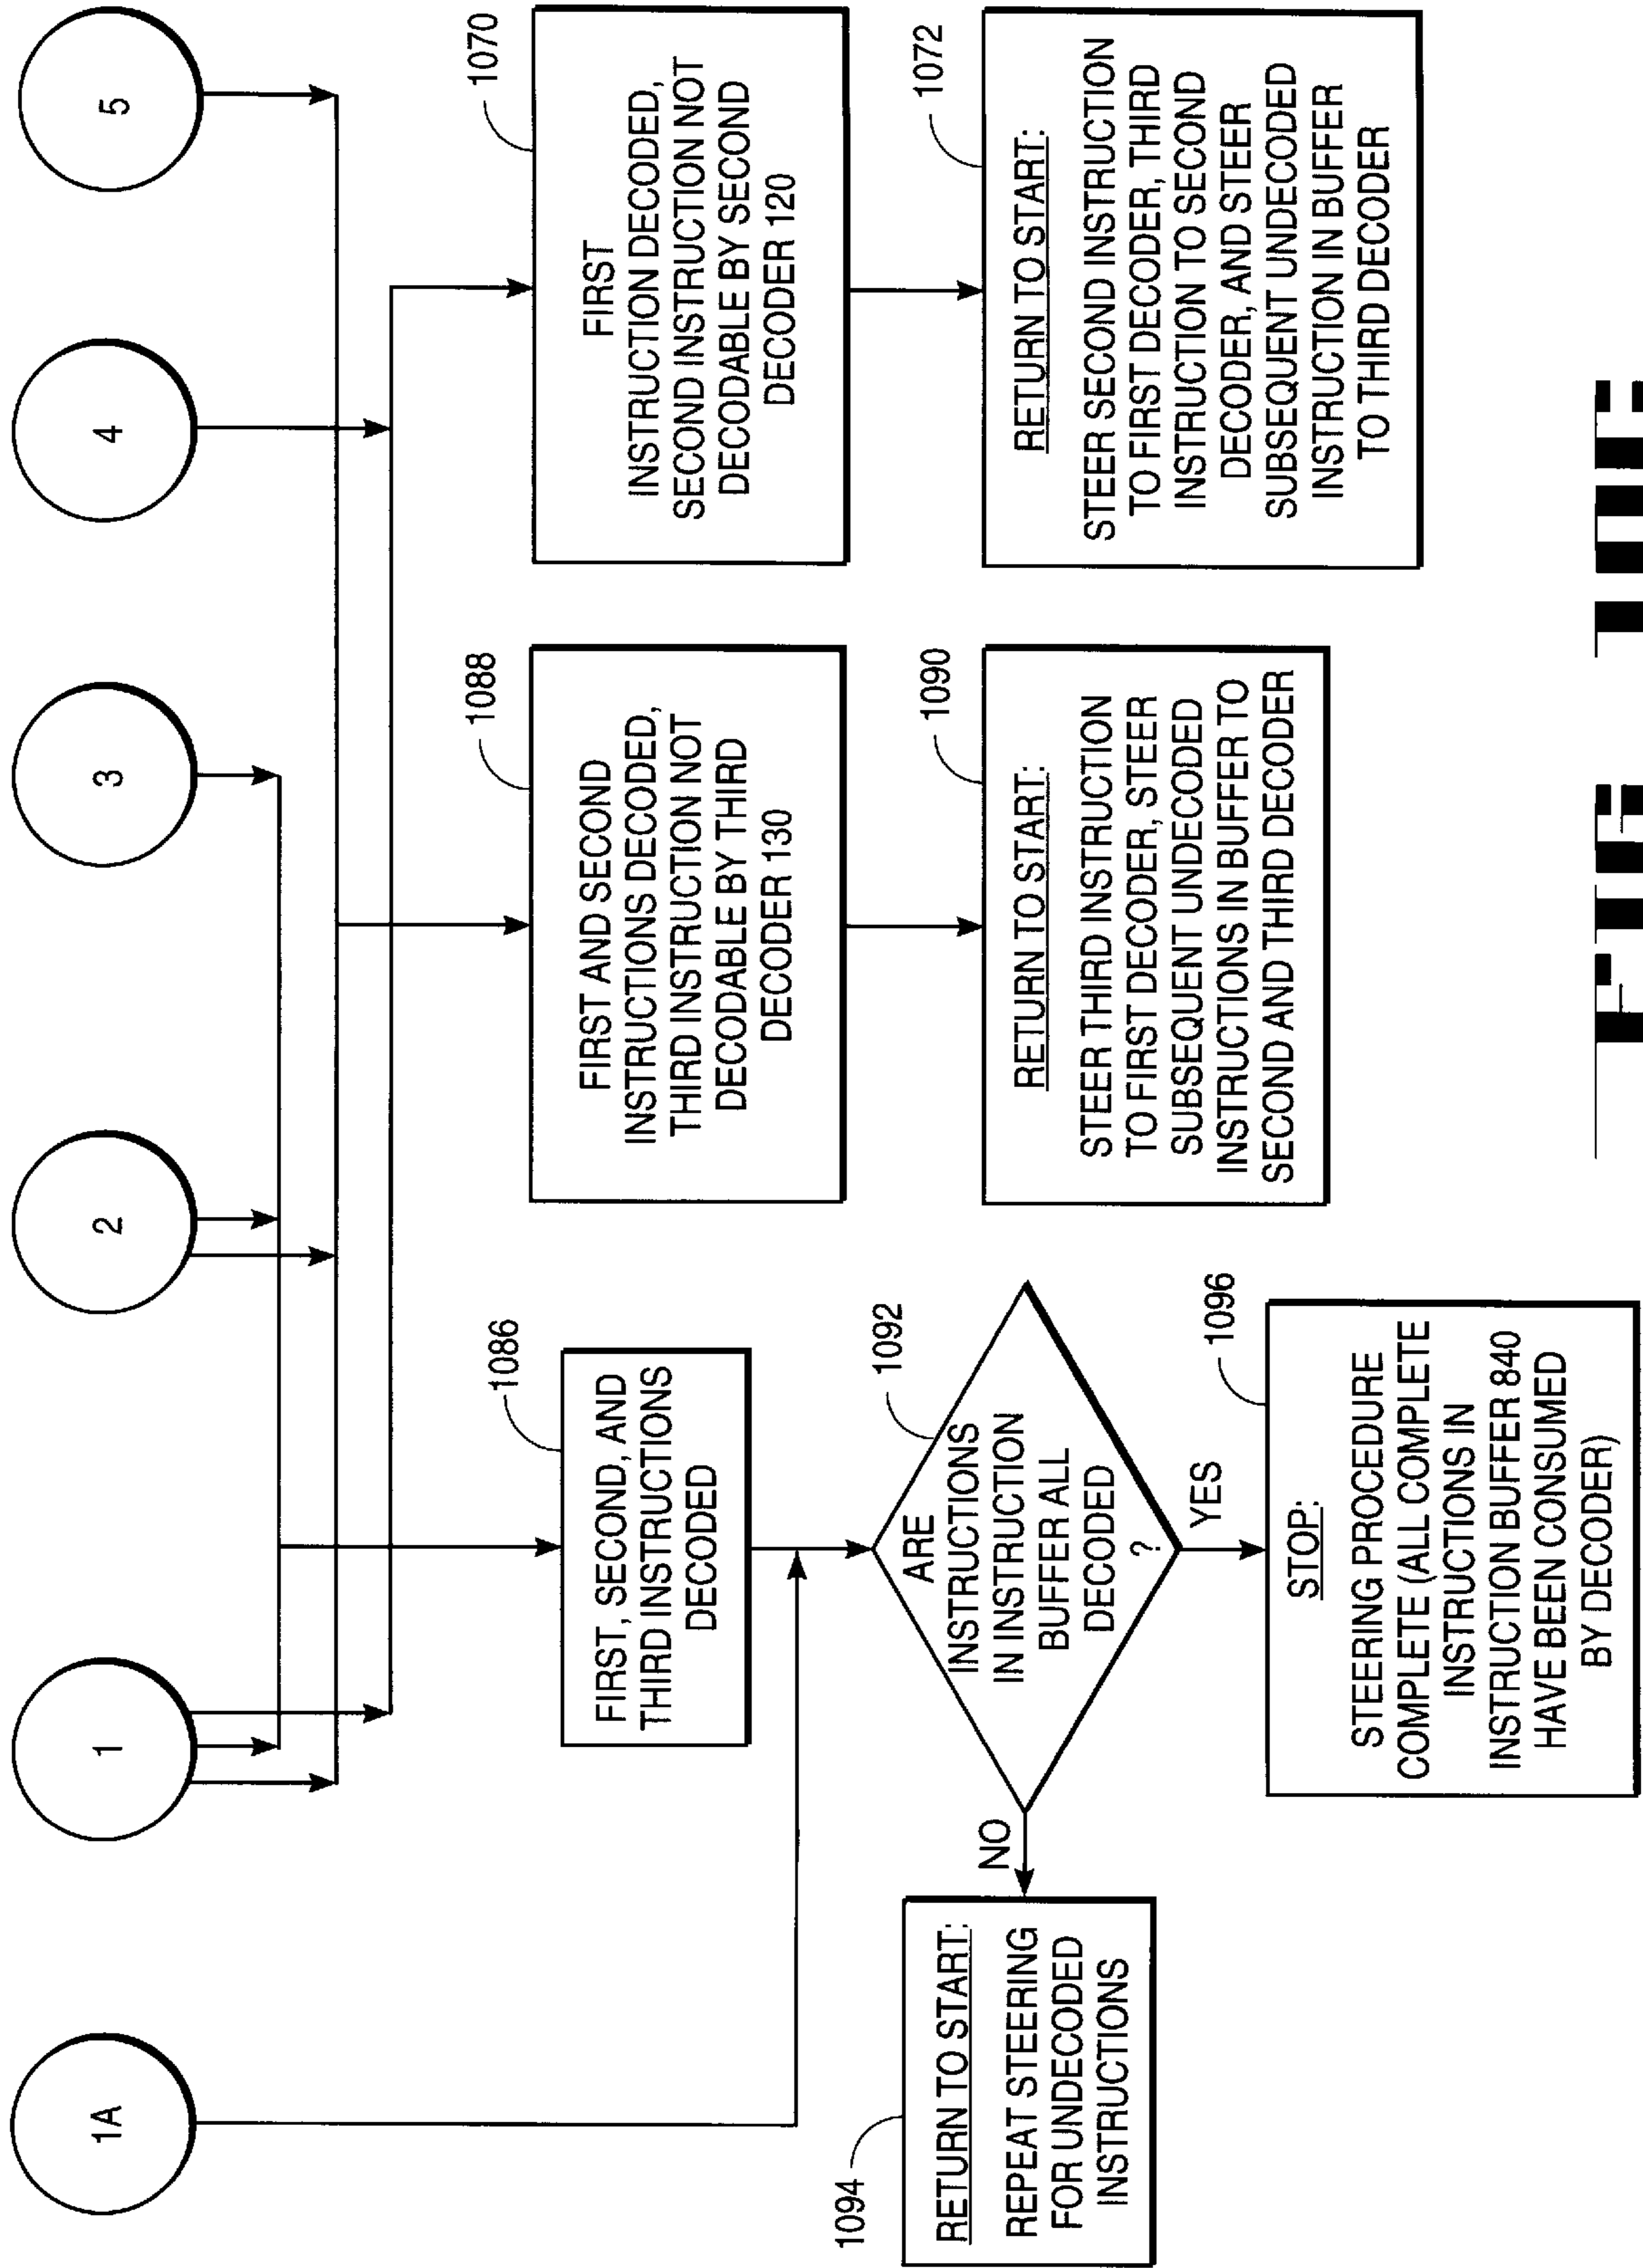 1A
1
2
3
4
5
1086
FIRST, SECOND, AND
THIRD INSTRUCTIONS
DECODED
1088
FIRST AND SECOND
INSTRUCTIONS DECODED,
THIRD INSTRUCTION NOT
DECODABLE BY THIRD
DECODER 130
1070
FIRST
INSTRUCTION DECODED,
SECOND INSTRUCTION NOT
DECODABLE BY SECOND
DECODER 120
1092
ARE
INSTRUCTIONS
IN INSTRUCTION
BUFFER ALL
DECODED
?
NO
YES
1094
RETURN TO START:
REPEAT STEERING
FOR UNDECODED
INSTRUCTIONS
1096
STOP:
STEERING PROCEDURE
COMPLETE (ALL COMPLETE
INSTRUCTIONS IN
INSTRUCTION BUFFER 840
HAVE BEEN CONSUMED
BY DECODER)
1090
RETURN TO START:
STEER THIRD INSTRUCTION
TO FIRST DECODER, STEER
SUBSEQUENT UNDECODED
INSTRUCTIONS IN BUFFER TO
SECOND AND THIRD DECODER
1072
RETURN TO START:
STEER SECOND INSTRUCTION
TO FIRST DECODER, THIRD
INSTRUCTION TO SECOND
DECODER, AND STEER
SUBSEQUENT UNDECODED
INSTRUCTION IN BUFFER
TO THIRD DECODER